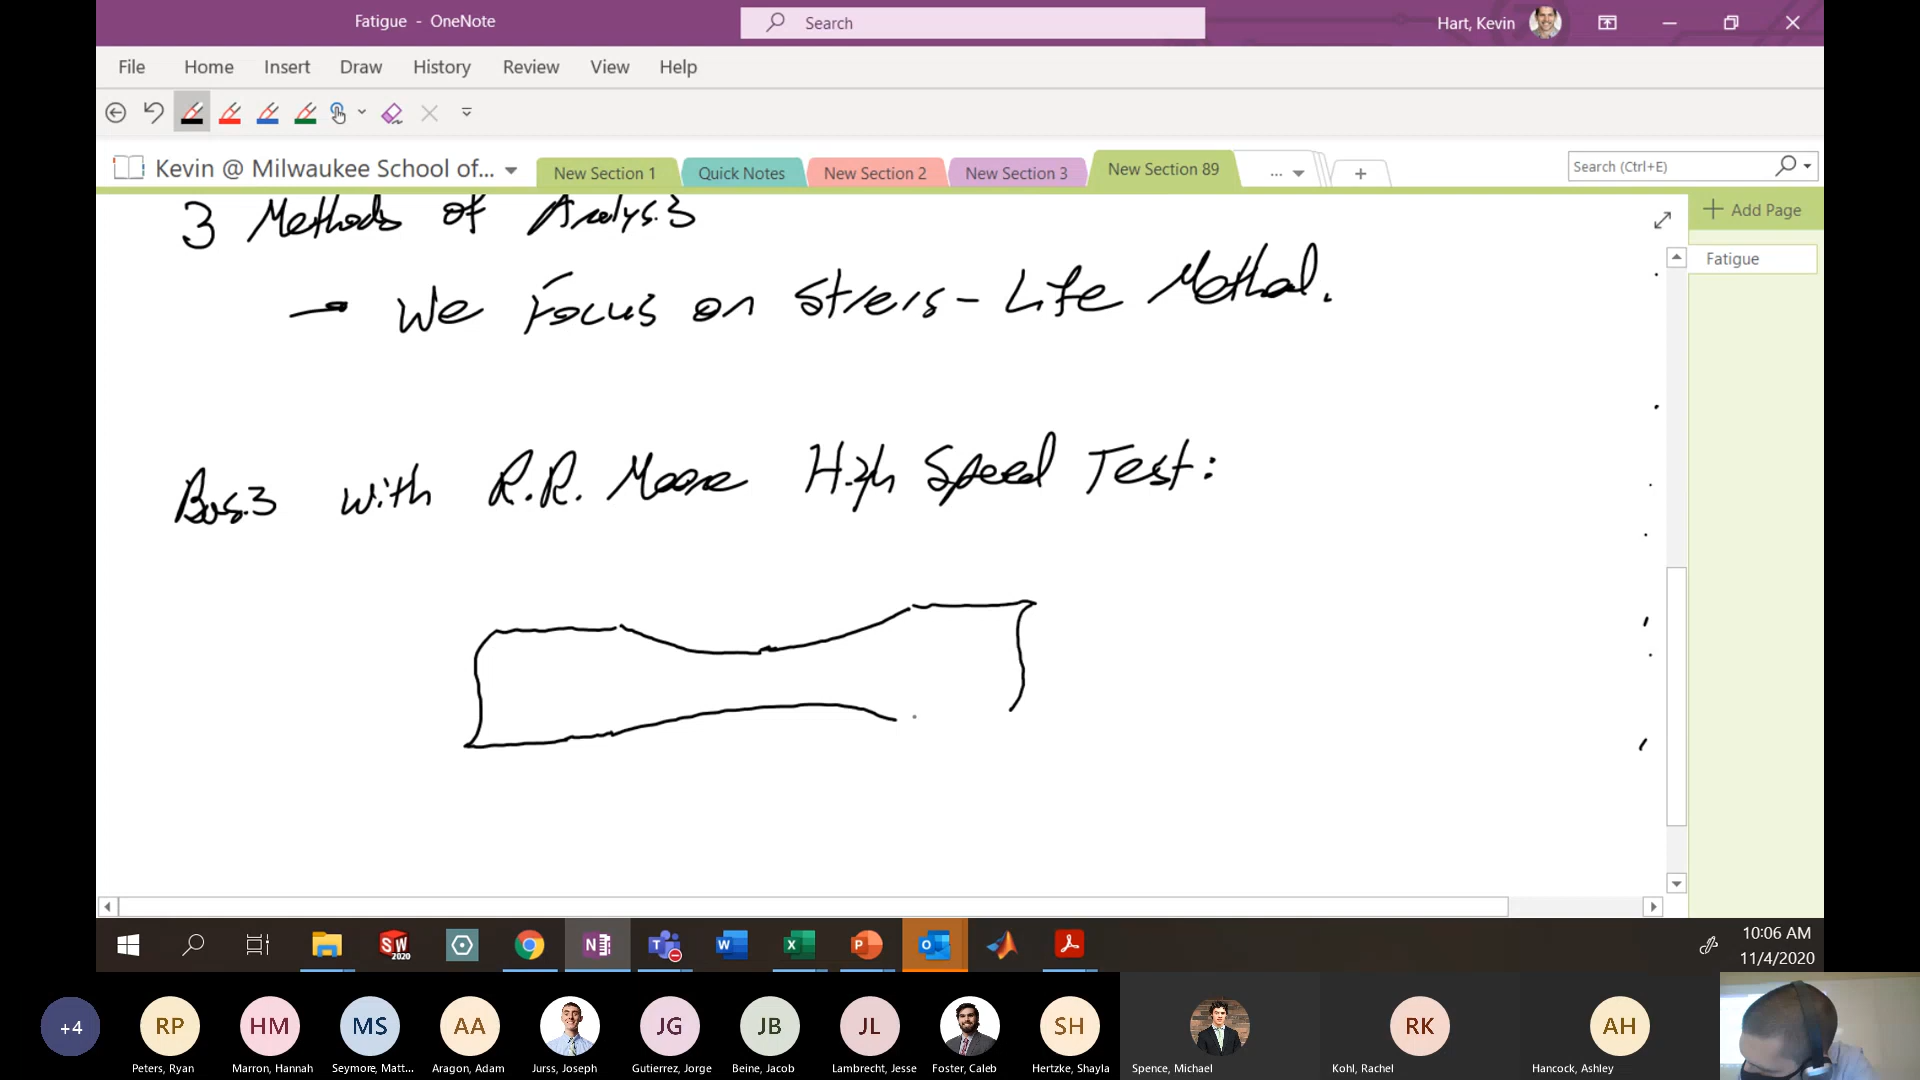 Fatigue - OneNote
Search
Hart, Kevin
File Home Insert Draw History Review View Help
Kevin @ Milwaukee School of...
New Section 1
Quick Notes
New Section 2
New Section 3
New Section 89
...
Search (Ctrl+E)
Add Page
Fatigue
3 Methods of Analysis
→ We Focus on Stress-Life Method.
Basis with R.R. Moore High Speed Test:
SW
2020
N
T
W
X
P
O
10:06 AM
11/4/2020
+4
RP
HM
MS
AA
JG
JB
JL
SH
RK
AH
Peters, Ryan
Marron, Hannah
Seymore, Matt...
Aragon, Adam
Jurss, Joseph
Gutierrez, Jorge
Beine, Jacob
Lambrecht, Jesse
Foster, Caleb
Hertzke, Shayla
Spence, Michael
Kohl, Rachel
Hancock, Ashley